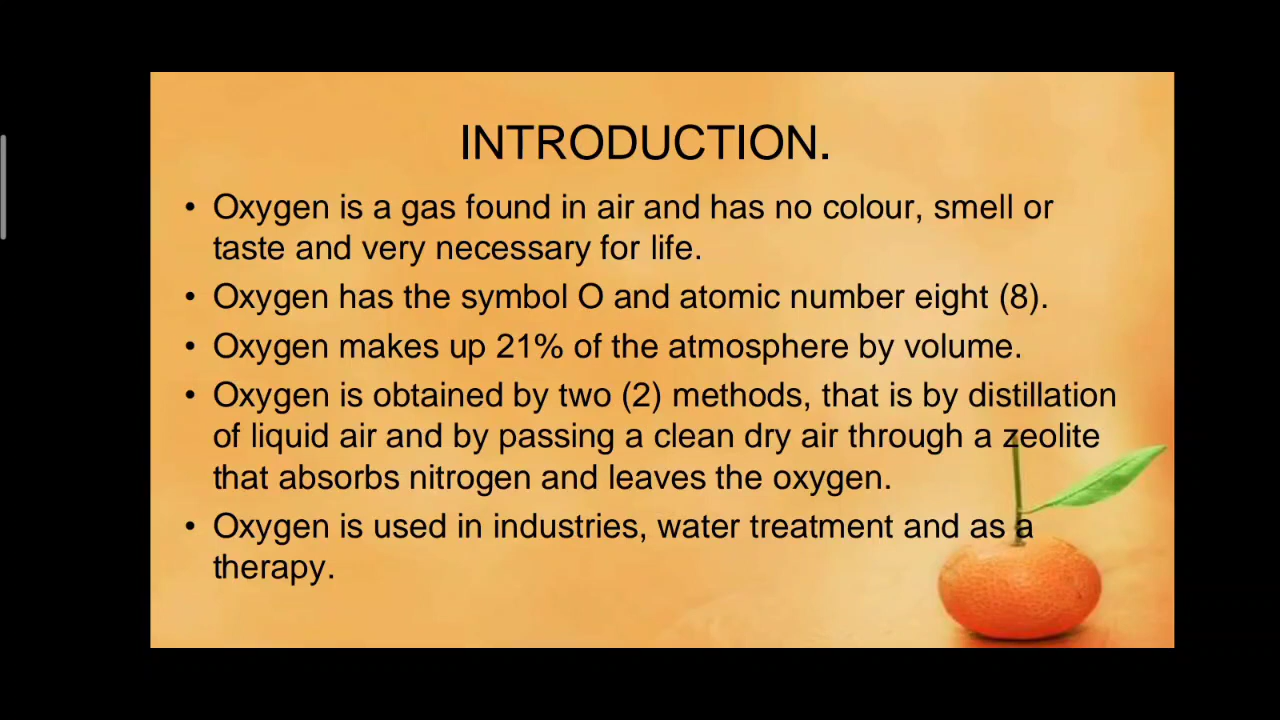 INTRODUCTION.
• Oxygen is a gas found in air and has no colour, smell or
taste and very necessary for life.
• Oxygen has the symbol O and atomic number eight (8).
• Oxygen makes up 21% of the atmosphere by volume.
• Oxygen is obtained by two (2) methods, that is by distillation
of liquid air and by passing a clean dry air through a zeolite
that absorbs nitrogen and leaves the oxygen.
• Oxygen is used in industries, water treatment and as a
therapy.